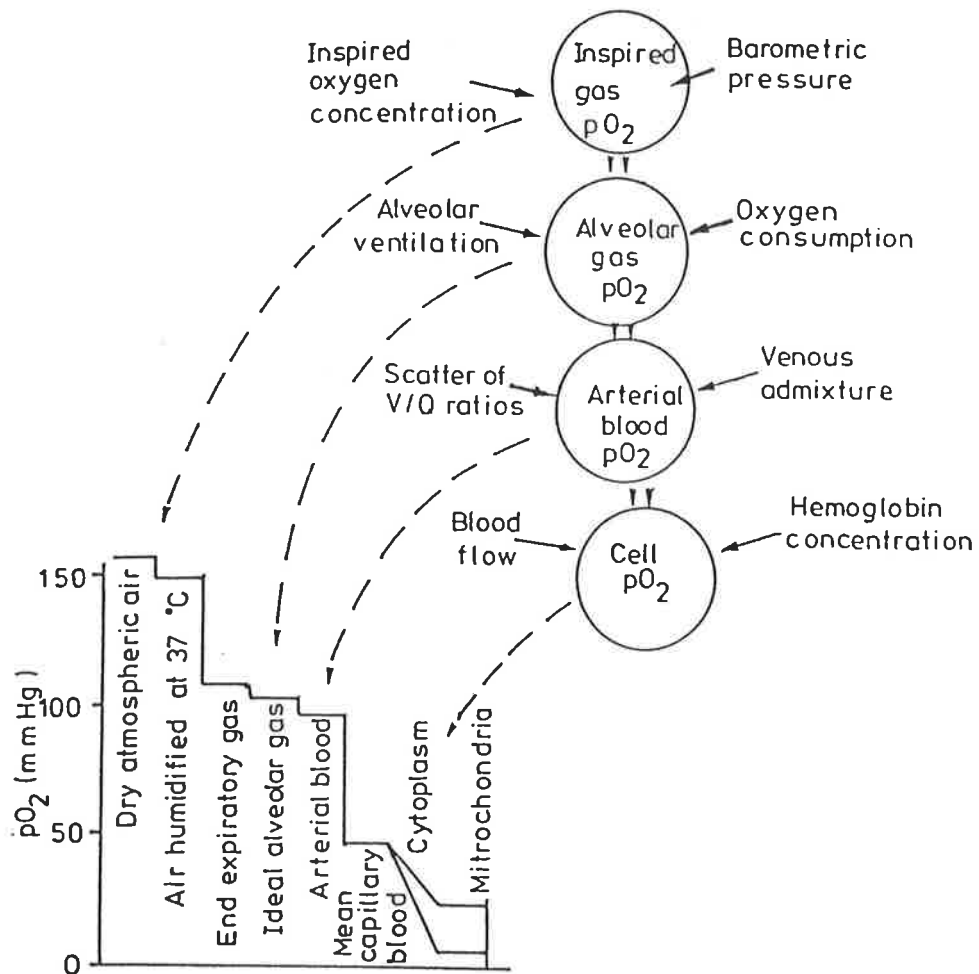 Inspired
oxygen
concentration
Inspired
gas
pO2
Barometric
pressure
Alveolar
ventilation
Alveolar
gas
pO2
Oxygen
consumption
Scatter of
V/Q ratios
Arterial
blood
pO2
Venous
admixture
Blood
flow
Cell
pO2
Hemoglobin
concentration
pO2 (mmHg)
150
100
50
0
Dry atmospheric air
Air humidified at 37 °C
End expiratory gas
Ideal alveolar gas
Arterial blood
Mean
capillary
blood
Cytoplasm
Mitrochondria